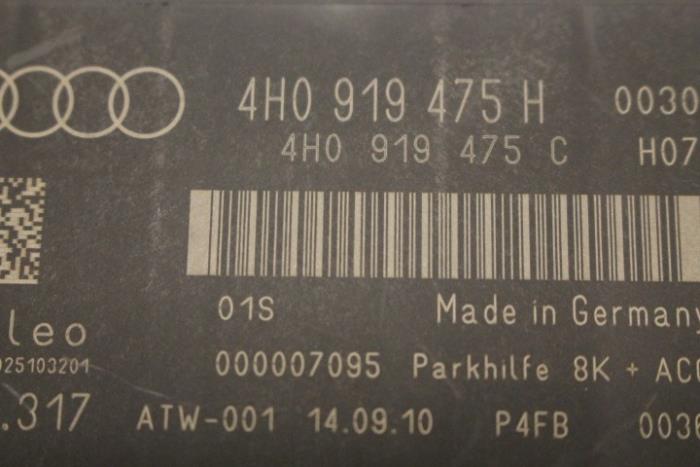 4H0 919 475 H 0030
4H0 919 475 C H07
01S Made in Germany
leo
000007095 Parkhilfe 8K + AC
025103201
.317 ATW-001 14.09.10 P4FB 003